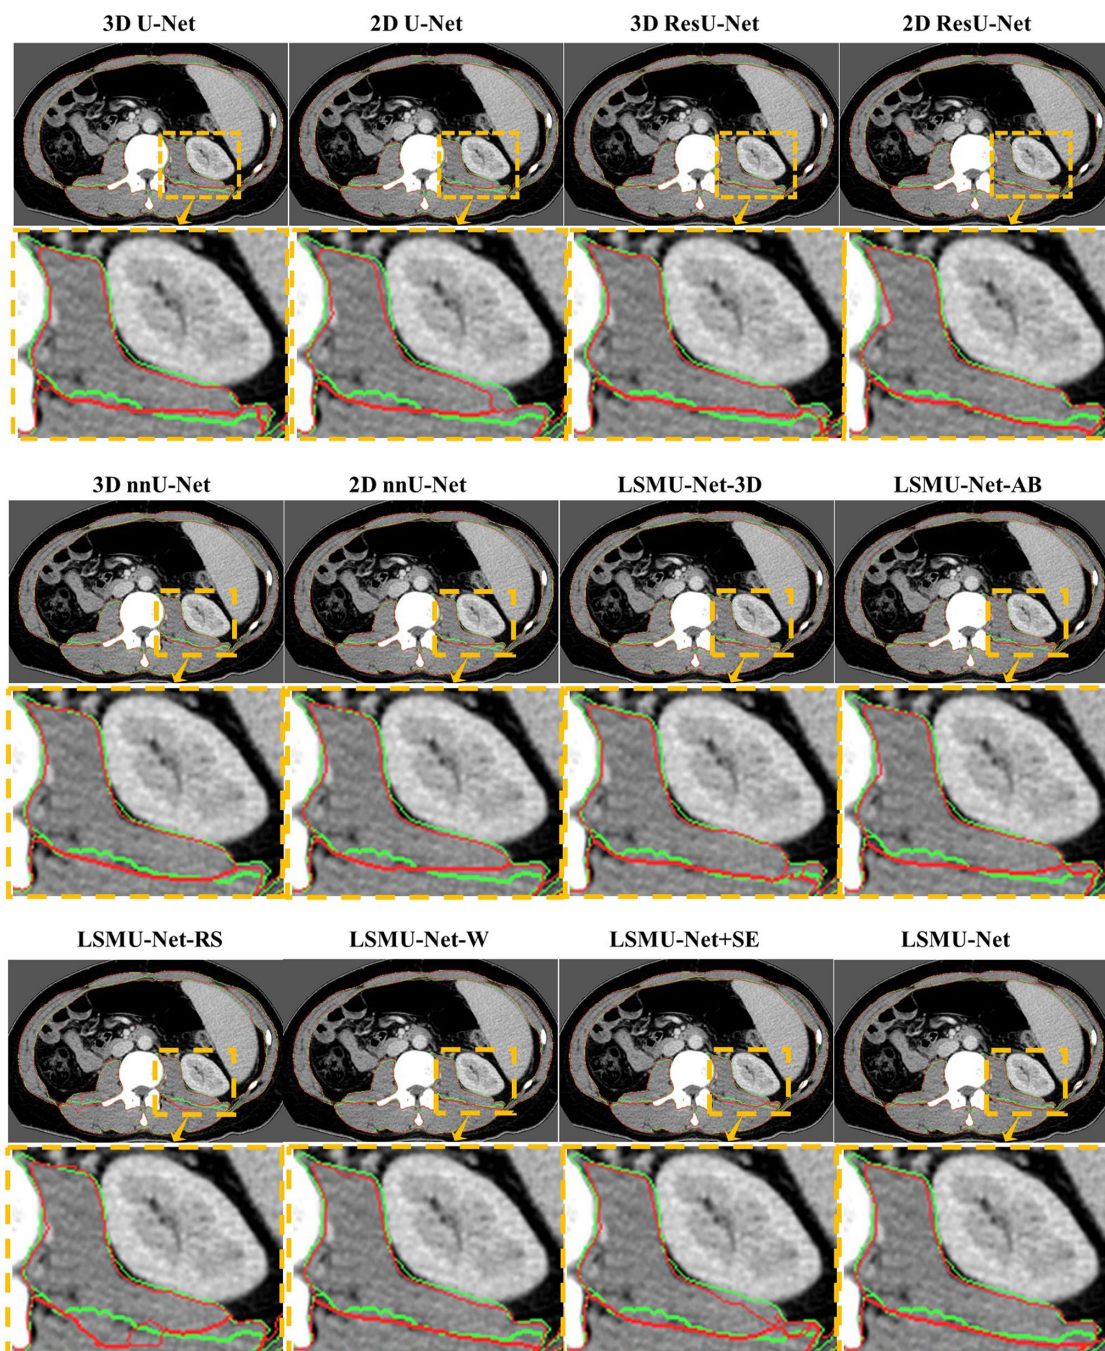 3D U-Net 2D U-Net 3D ResU-Net 2D ResU-Net
3D nnU-Net 2D nnU-Net LSMU-Net-3D LSMU-Net-AB
LSMU-Net-RS LSMU-Net-W LSMU-Net+SE LSMU-Net